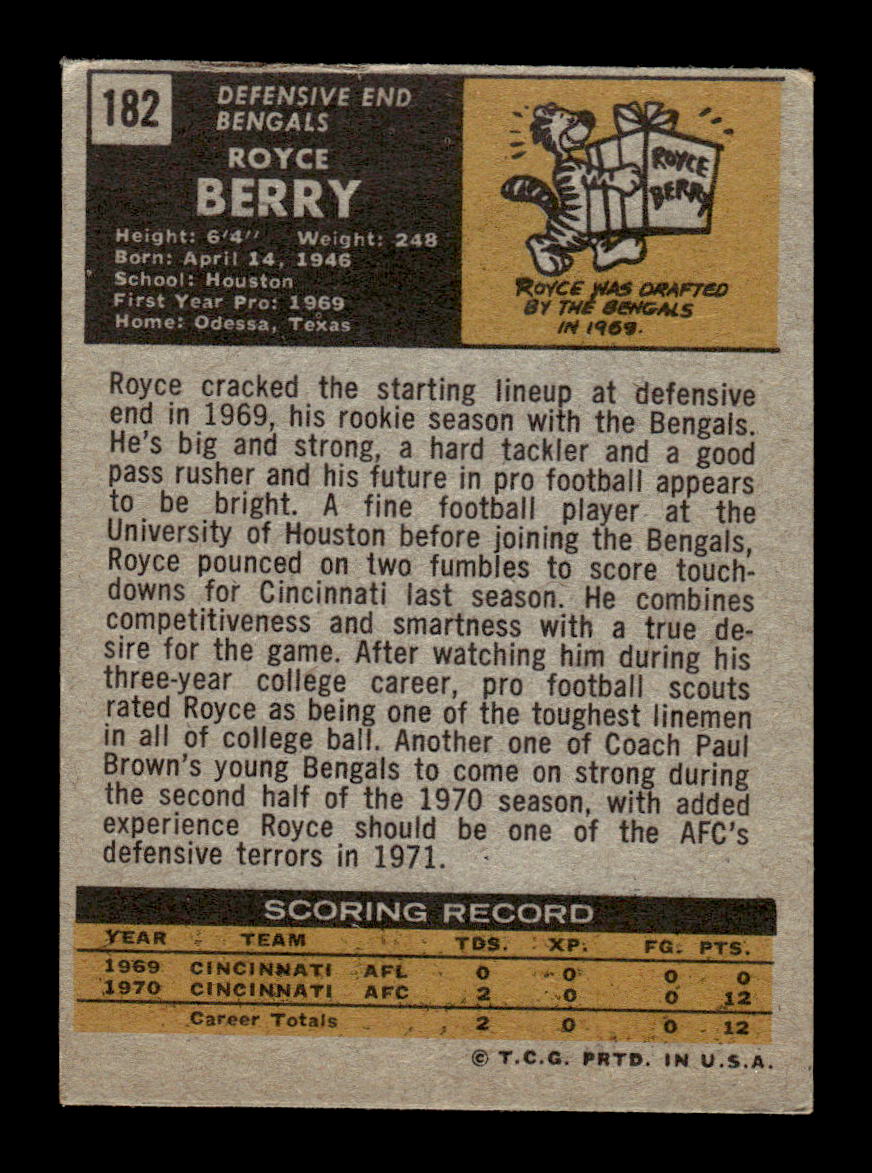 182
DEFENSIVE END
BENGALS
ROYCE
BERRY
Height: 6'4" Weight: 248
Born: April 14, 1946
School: Houston
First Year Pro: 1969
Home: Odessa, Texas
ROYCE
BERRY
ROYCE WAS DRAFTED
BY THE BENGALS
IN 1969.
Royce cracked the starting lineup at defensive
end in 1969, his rookie season with the Bengals.
He's big and strong, a hard tackler and a good
pass rusher and his future in pro football appears
to be bright. A fine football player at the
University of Houston before joining the Bengals,
Royce pounced on two fumbles to score touch-
downs for Cincinnati last season. He combines
competitiveness and smartness with a true de-
sire for the game. After watching him during his
three-year college career, pro football scouts
rated Royce as being one of the toughest linemen
in all of college ball. Another one of Coach Paul
Brown's young Bengals to come on strong during
the second half of the 1970 season, with added
experience Royce should be one of the AFC's
defensive terrors in 1971.
SCORING RECORD
YEAR TEAM TDS. XP. FG. PTS.
1969 CINCINNATI AFL 0 0 0 0
1970 CINCINNATI AFC 2 0 0 12
Career Totals 2 0 0 12
© T.C.G. PRTD. IN U.S.A.